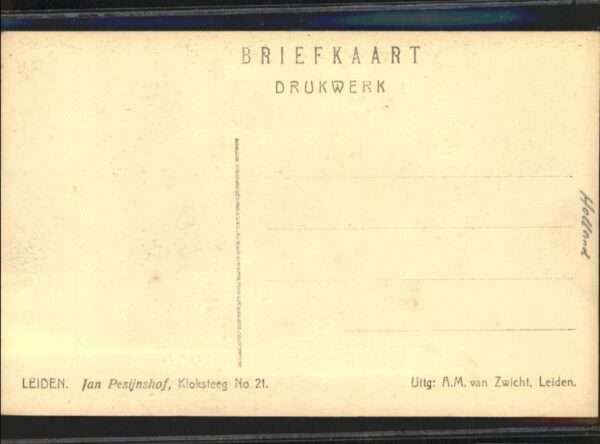 BRIEFKAART
DRUKWERK
Holland
LEIDEN. Jan Pesijnshof, Kloksteeg No. 21.
Uitg: A.M. van Zwicht, Leiden.